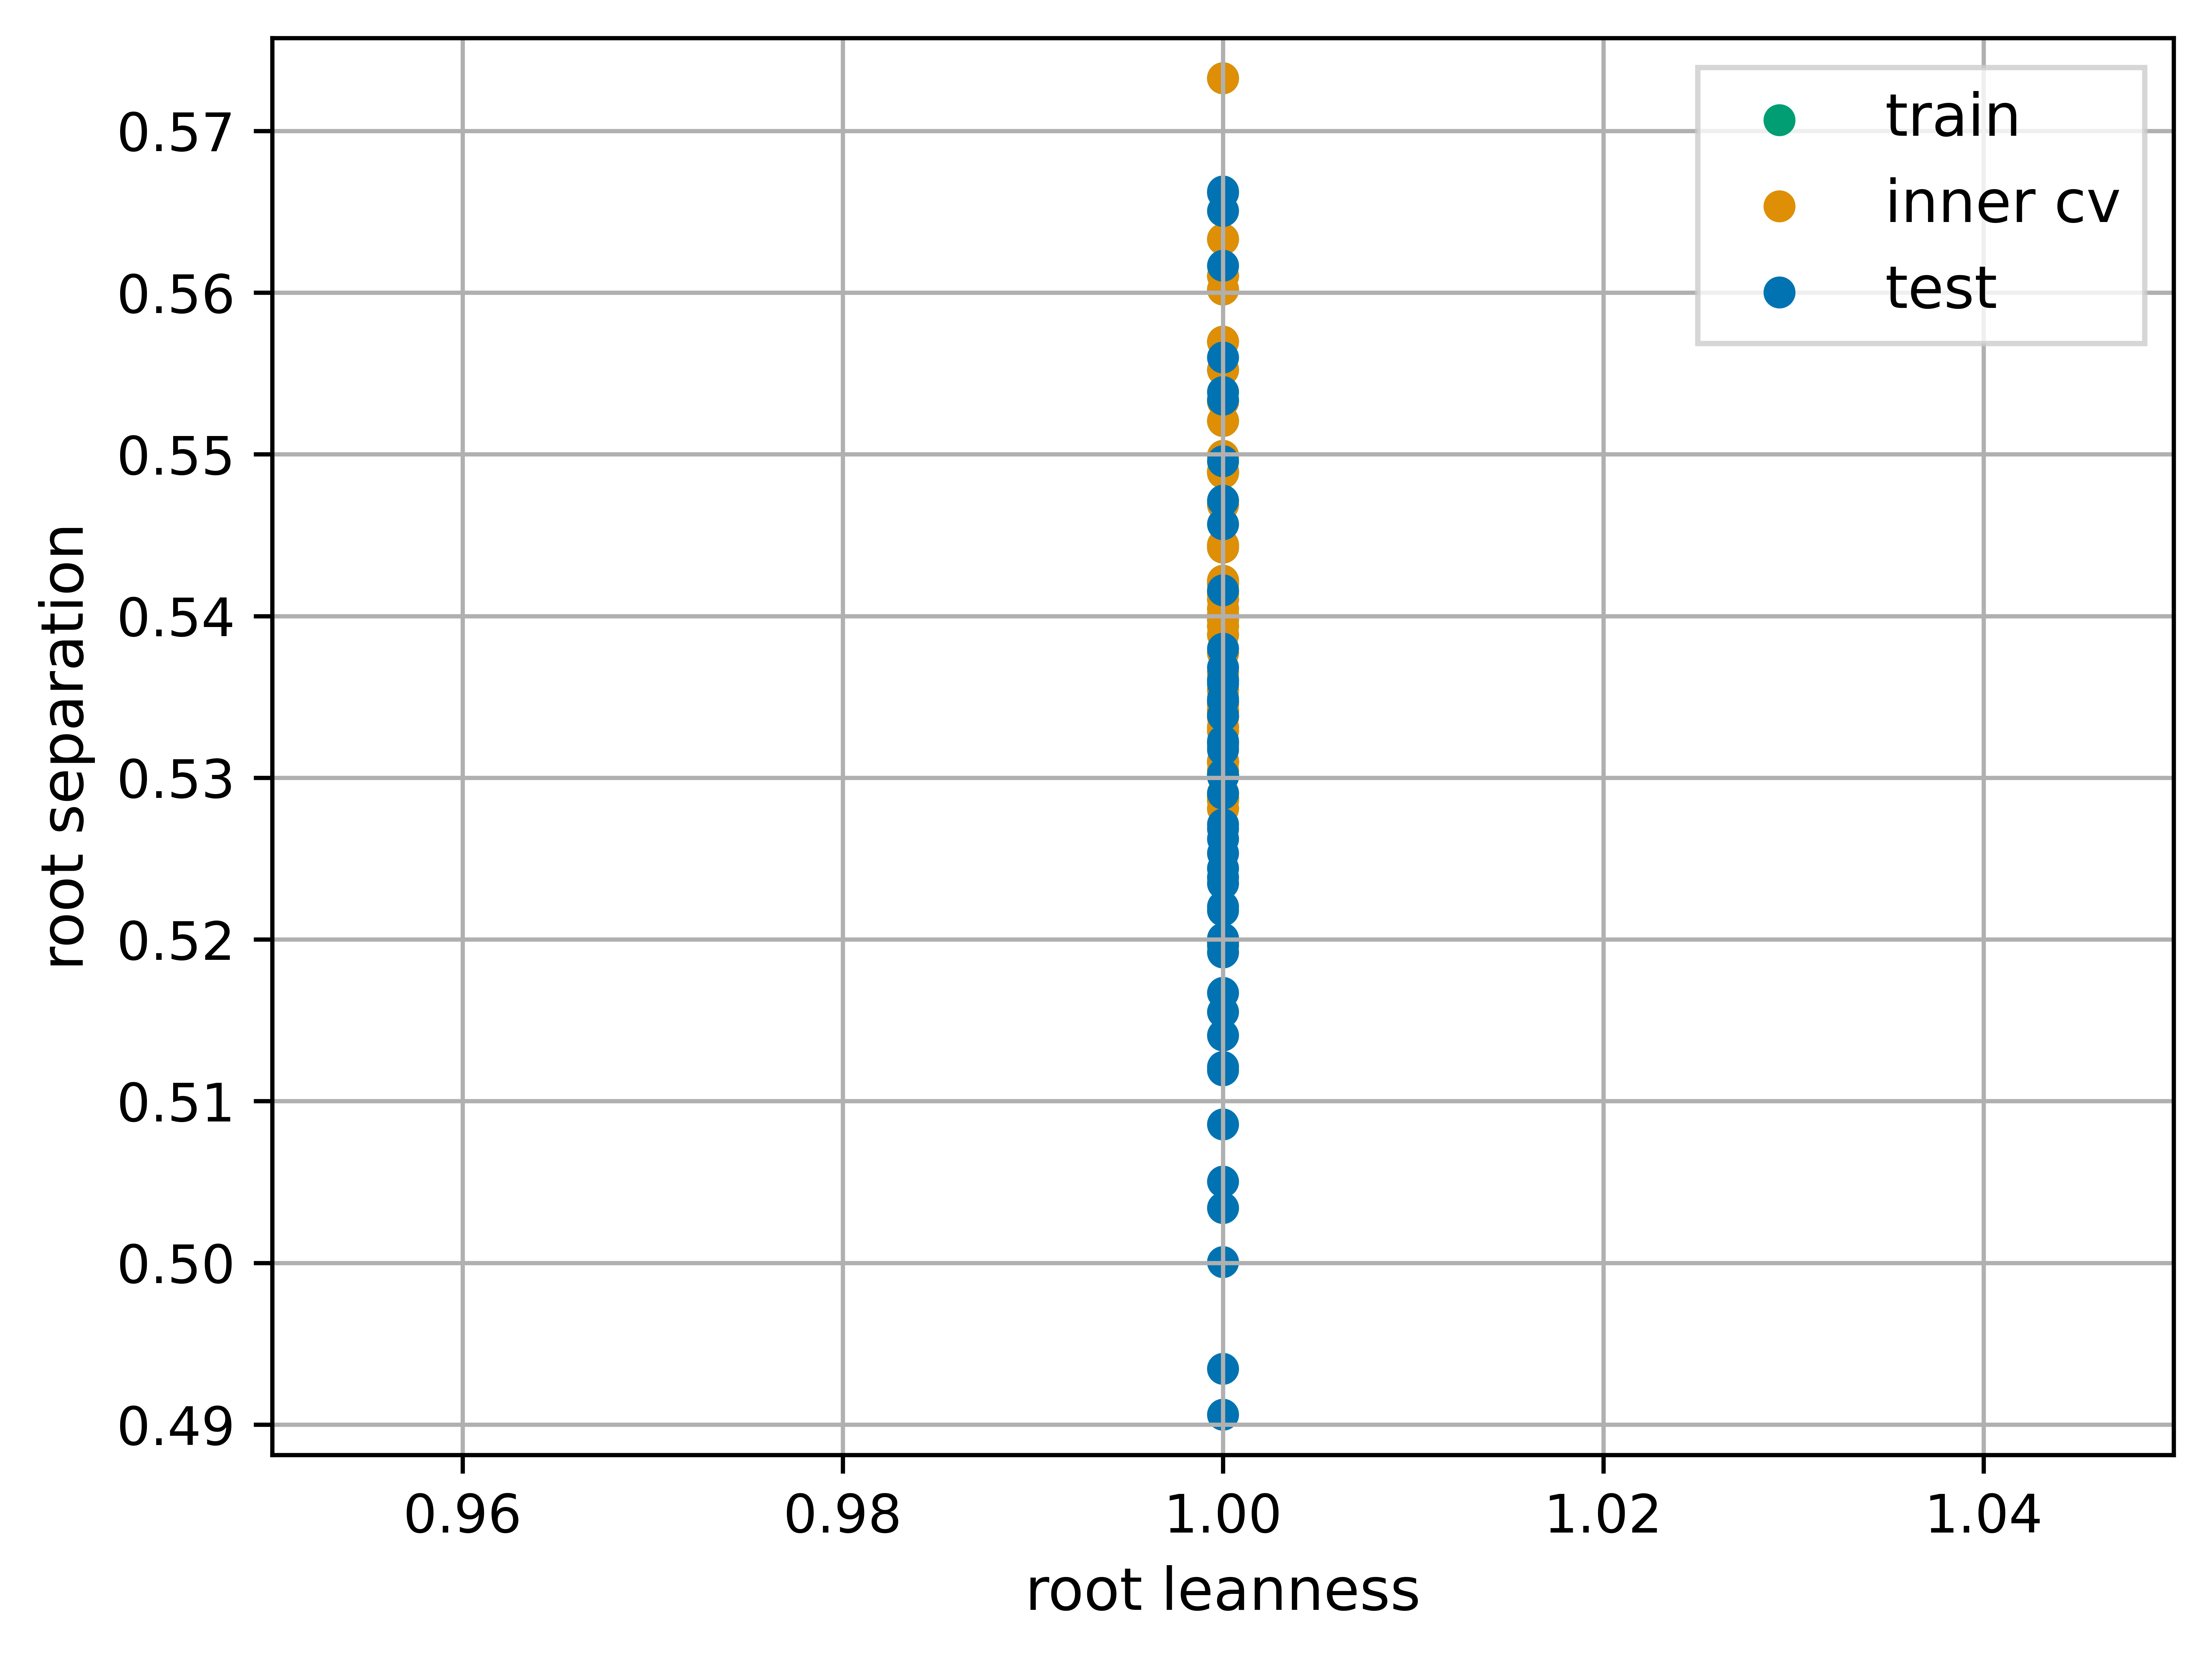 train
inner cv
test
0.57
0.56
0.55
0.54
0.53
0.52
0.51
0.50
0.49
root separation
0.96 0.98 1.00 1.02 1.04
root leanness